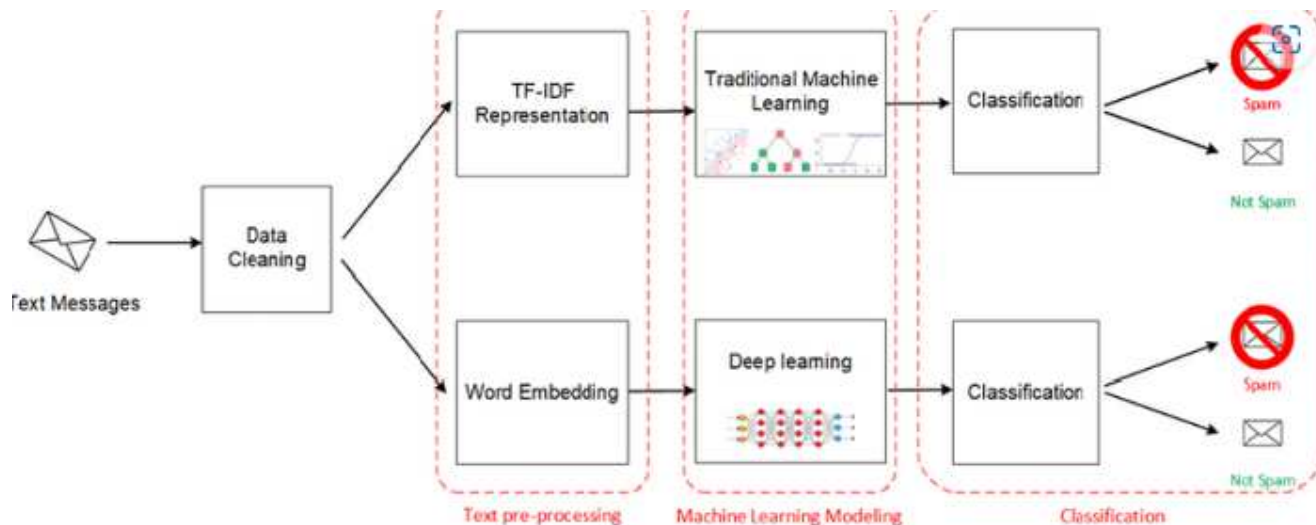 TF-IDF
Representation
Traditional Machine
Learning
Classification
Spam
Not Spam
Data
Cleaning
Text Messages
Word Embedding
Deep learning
Classification
Spam
Not Spam
Text pre-processing
Machine Learning Modeling
Classification